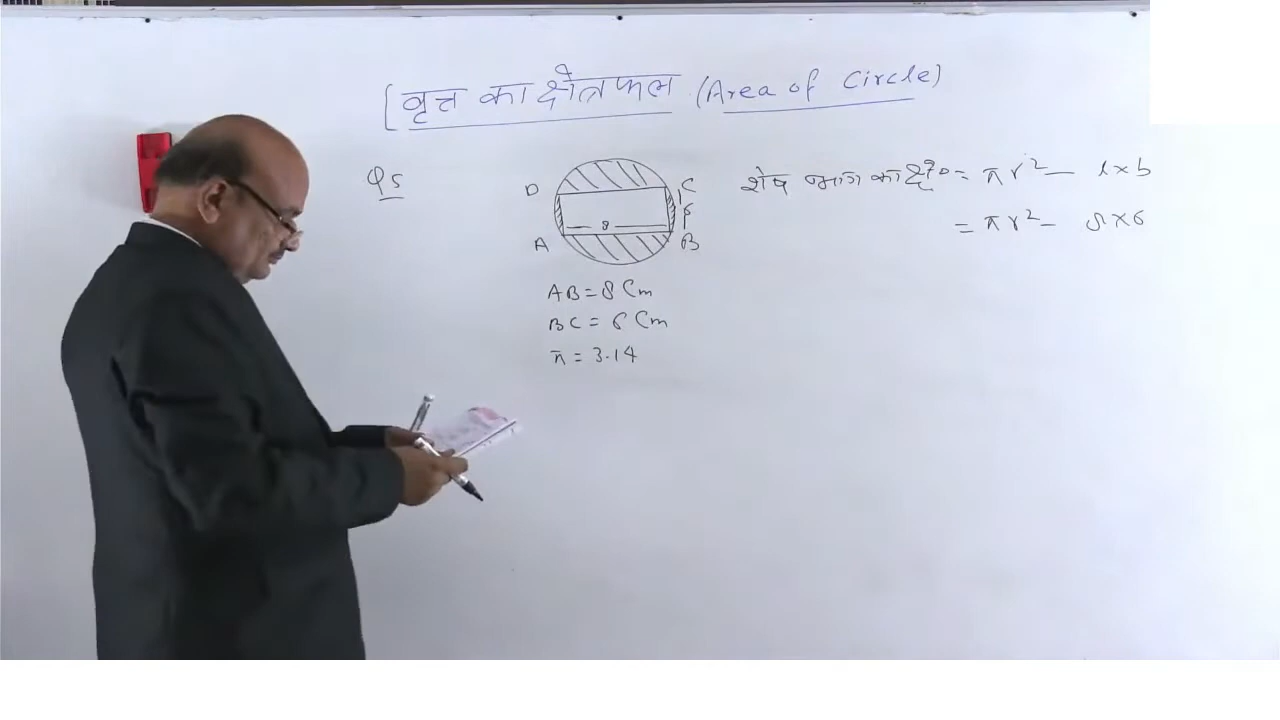 [वृत्त का क्षेत्रफल (Area of Circle)
Q5
D C
8 6
A B
शेष भाग का क्षे० = πr² - l×b
= πr² - 8×6
AB = 8 Cm
BC = 6 Cm
π = 3.14